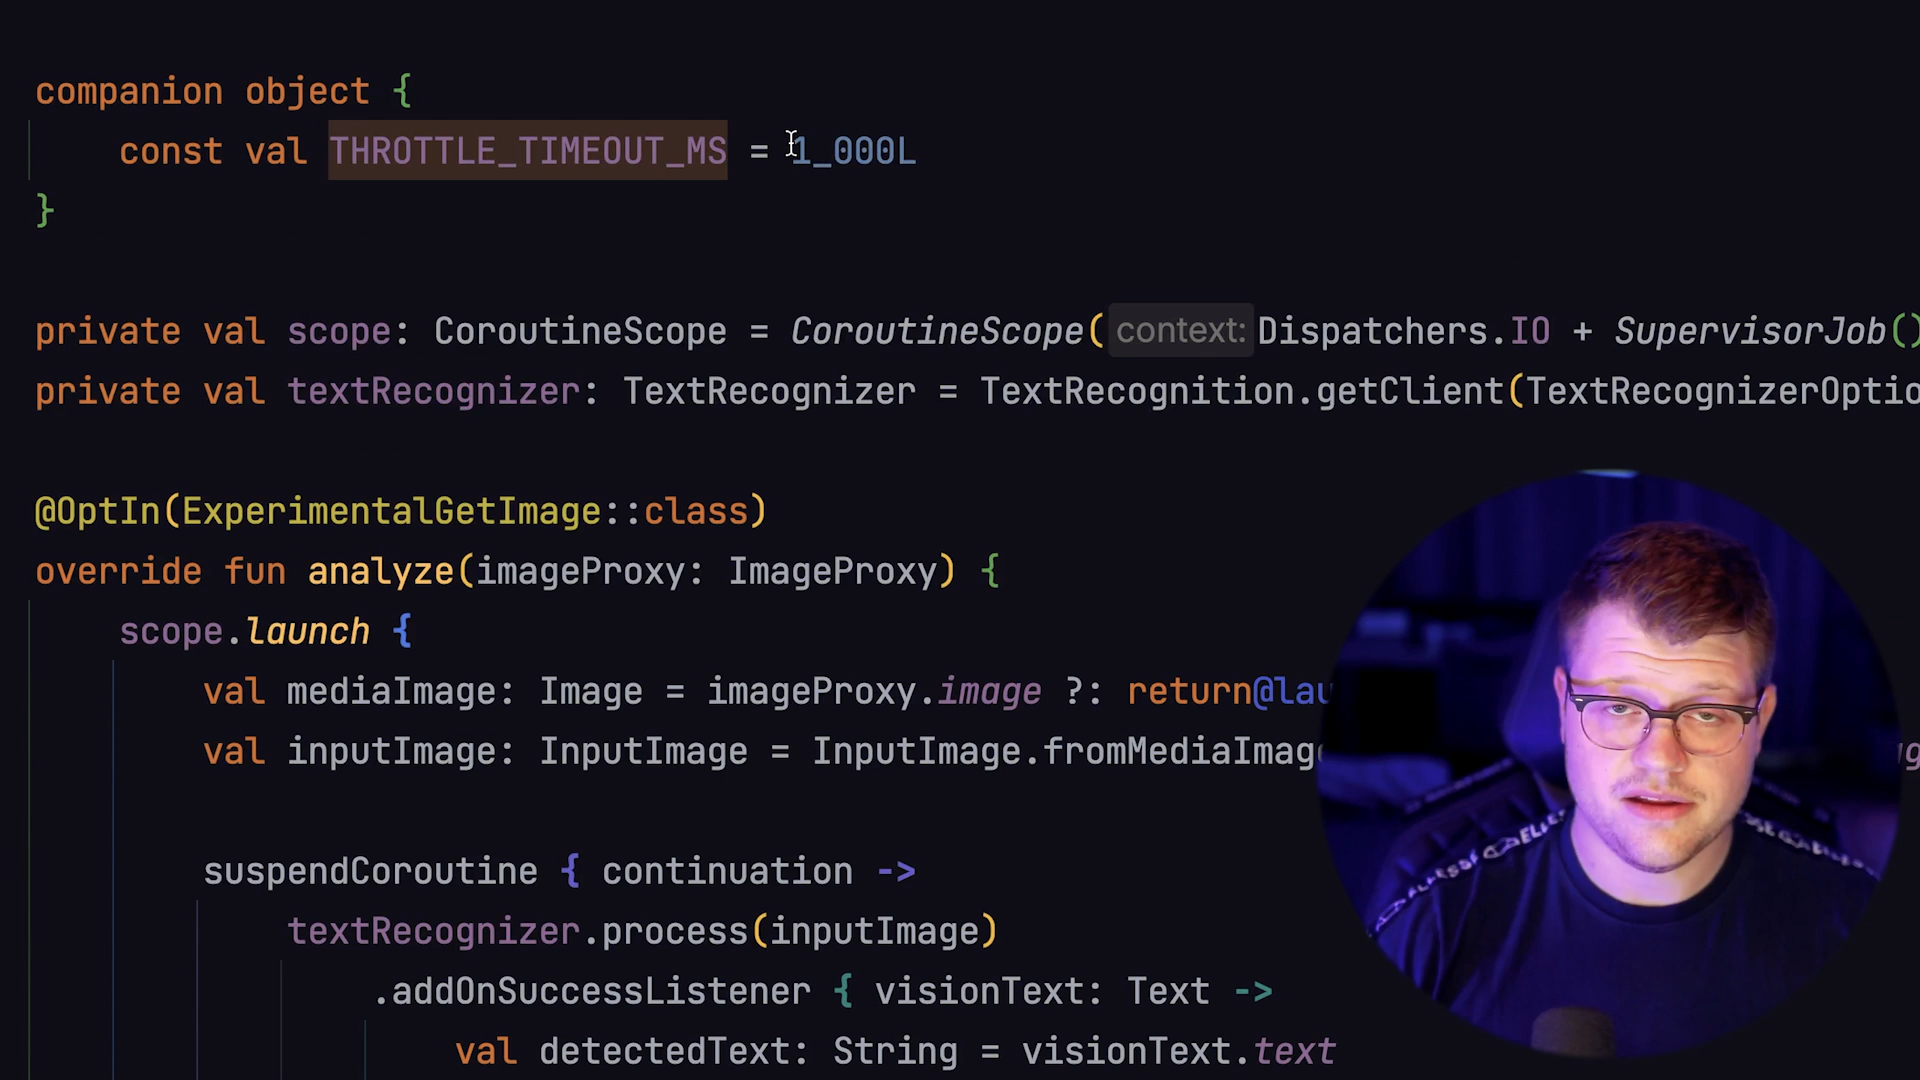 companion object {
const val THROTTLE_TIMEOUT_MS = 1_000L
}
private val scope: CoroutineScope = CoroutineScope( context: Dispatchers.IO + SupervisorJob()
private val textRecognizer: TextRecognizer = TextRecognition.getClient(TextRecognizerOptio
@OptIn(ExperimentalGetImage::class)
override fun analyze(imageProxy: ImageProxy) {
scope.launch {
val mediaImage: Image = imageProxy.image ?: return@lau
val inputImage: InputImage = InputImage.fromMediaImag
suspendCoroutine { continuation ->
textRecognizer.process(inputImage)
.addOnSuccessListener { visionText: Text ->
val detectedText: String = visionText.text